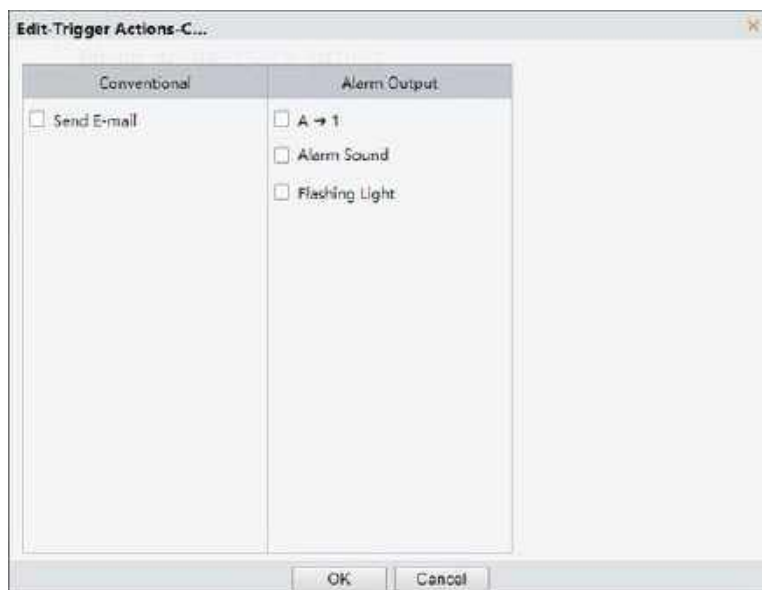 Edit-Trigger Actions-C...
Conventional Alarm Output
Send E-mail A → 1
Alarm Sound
Flashing Light
OK Cancel